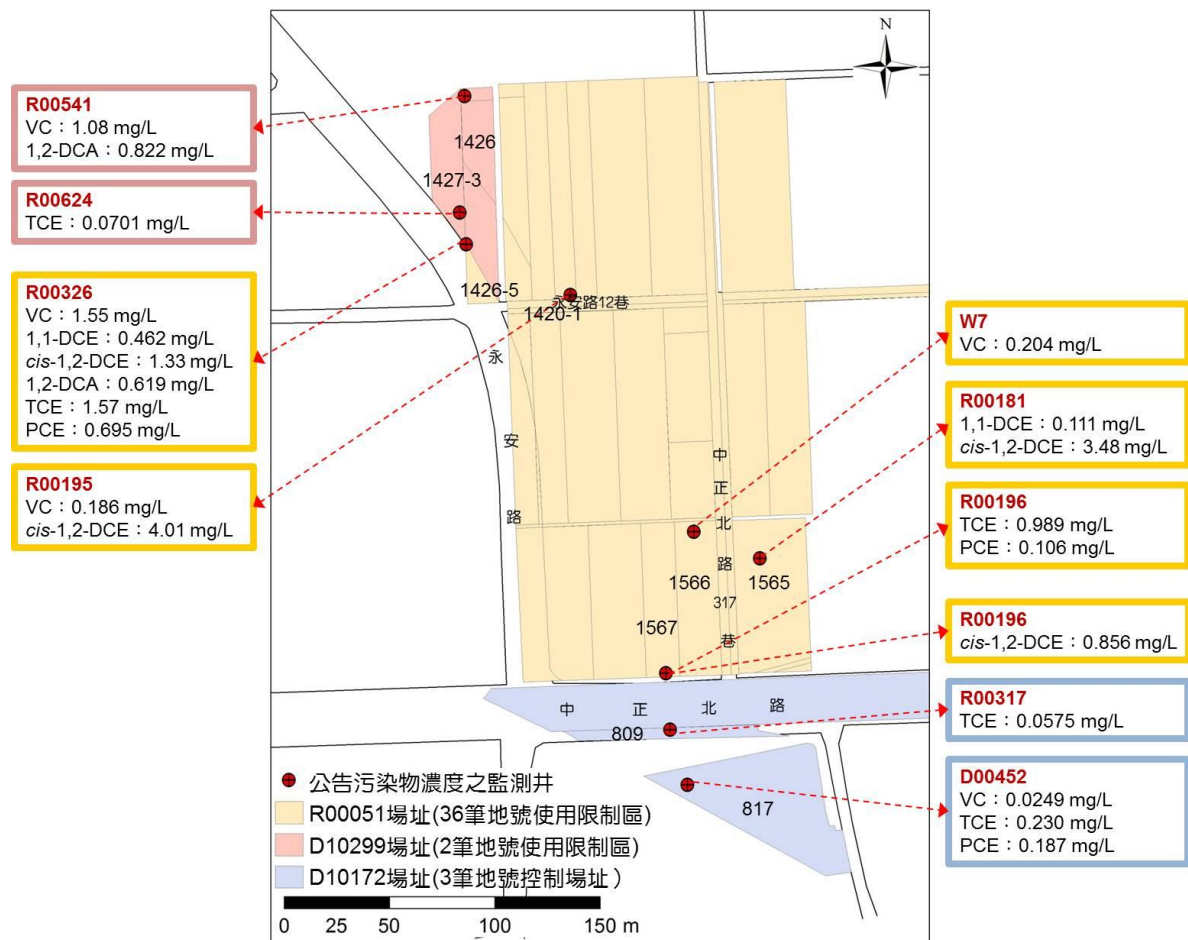 N
R00541
VC：1.08 mg/L
1,2-DCA：0.822 mg/L
R00624
TCE：0.0701 mg/L
R00326
VC：1.55 mg/L
1,1-DCE：0.462 mg/L
cis-1,2-DCE：1.33 mg/L
1,2-DCA：0.619 mg/L
TCE：1.57 mg/L
PCE：0.695 mg/L
R00195
VC：0.186 mg/L
cis-1,2-DCE：4.01 mg/L
1426
1427-3
1426-5
永安路12巷
1420-1
永安路
中正北路317巷
1566
1565
1567
中正北路
809
817
W7
VC：0.204 mg/L
R00181
1,1-DCE：0.111 mg/L
cis-1,2-DCE：3.48 mg/L
R00196
TCE：0.989 mg/L
PCE：0.106 mg/L
R00196
cis-1,2-DCE：0.856 mg/L
R00317
TCE：0.0575 mg/L
D00452
VC：0.0249 mg/L
TCE：0.230 mg/L
PCE：0.187 mg/L
公告污染物濃度之監測井
R00051場址(36筆地號使用限制區)
D10299場址(2筆地號使用限制區)
D10172場址(3筆地號控制場址）
0 25 50 100 150 m